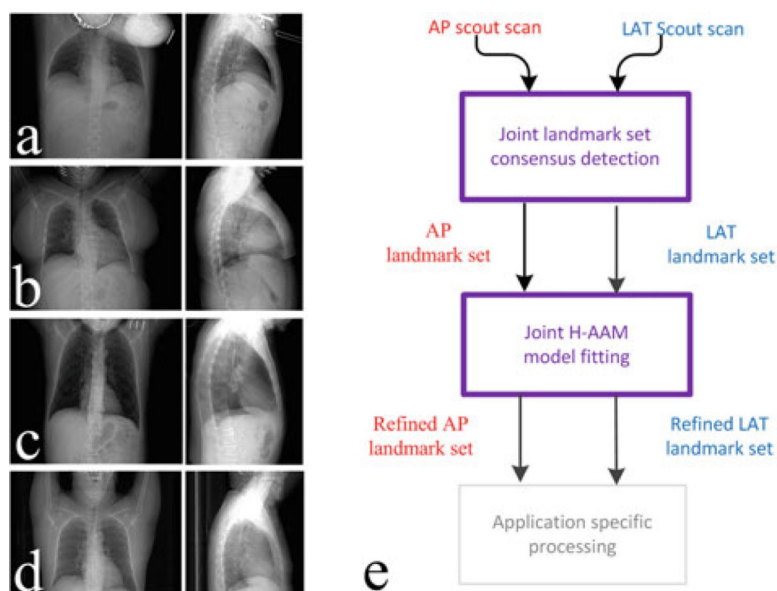 a
b
c
d
AP scout scan
LAT Scout scan
Joint landmark set
consensus detection
AP
landmark set
LAT
landmark set
Joint H-AAM
model fitting
Refined AP
landmark set
Refined LAT
landmark set
Application specific
processing
e